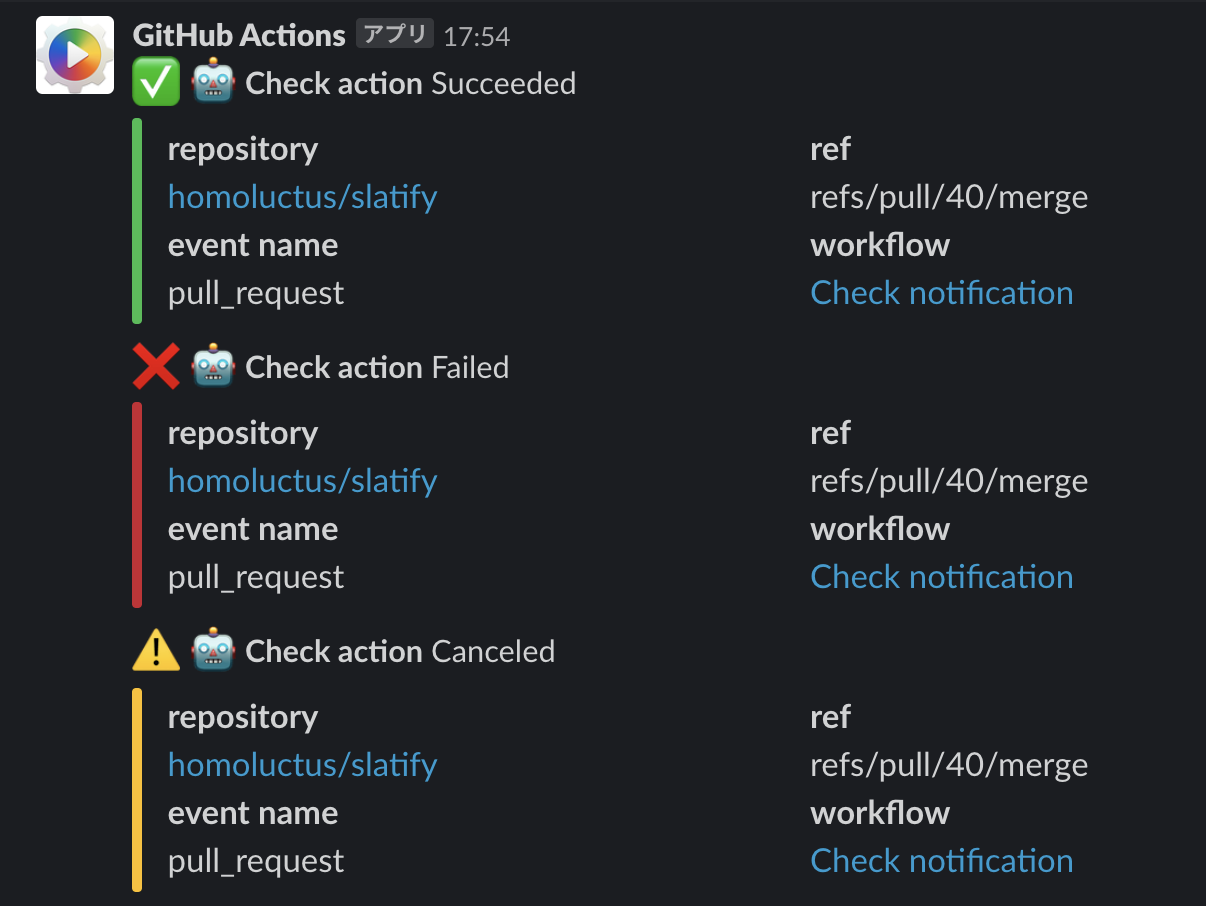 GitHub Actions アプリ 17:54
Check action Succeeded
repository ref
homoluctus/slatify refs/pull/40/merge
event name workflow
pull_request Check notification
Check action Failed
repository ref
homoluctus/slatify refs/pull/40/merge
event name workflow
pull_request Check notification
Check action Canceled
repository ref
homoluctus/slatify refs/pull/40/merge
event name workflow
pull_request Check notification